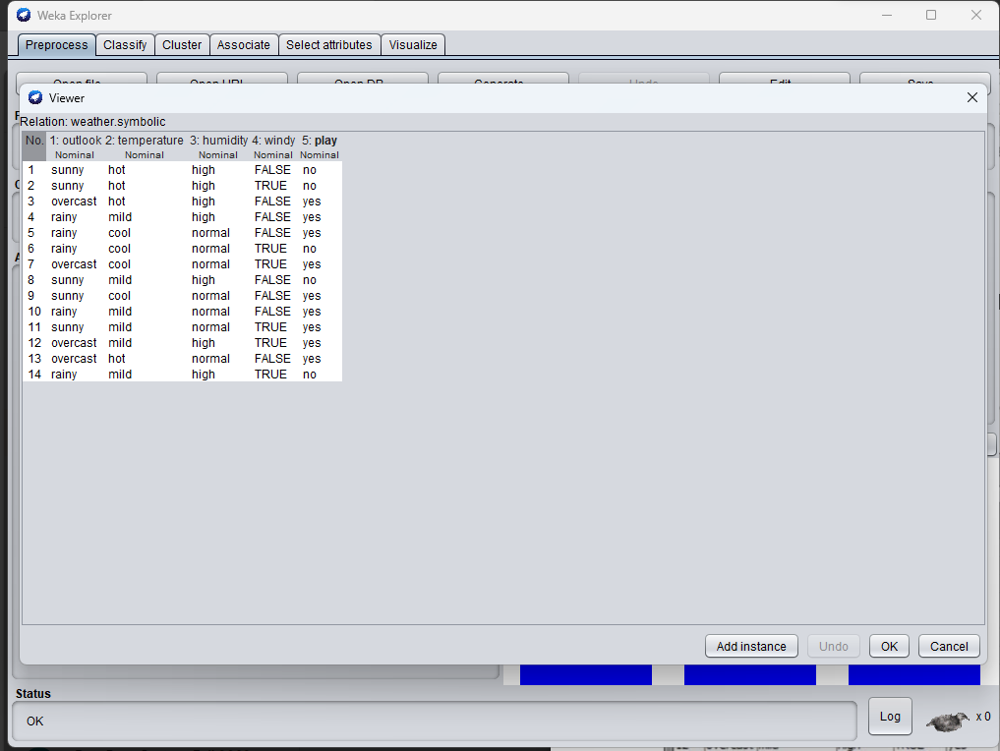 Weka Explorer
Preprocess Classify Cluster Associate Select attributes Visualize
Viewer
Relation: weather.symbolic
No. 1: outlook 2: temperature 3: humidity 4: windy 5: play
Nominal Nominal Nominal Nominal Nominal
1 sunny hot high FALSE no
2 sunny hot high TRUE no
3 overcast hot high FALSE yes
4 rainy mild high FALSE yes
5 rainy cool normal FALSE yes
6 rainy cool normal TRUE no
7 overcast cool normal TRUE yes
8 sunny mild high FALSE no
9 sunny cool normal FALSE yes
10 rainy mild normal FALSE yes
11 sunny mild normal TRUE yes
12 overcast mild high TRUE yes
13 overcast hot normal FALSE yes
14 rainy mild high TRUE no
Add instance Undo OK Cancel
Status
OK
Log x 0